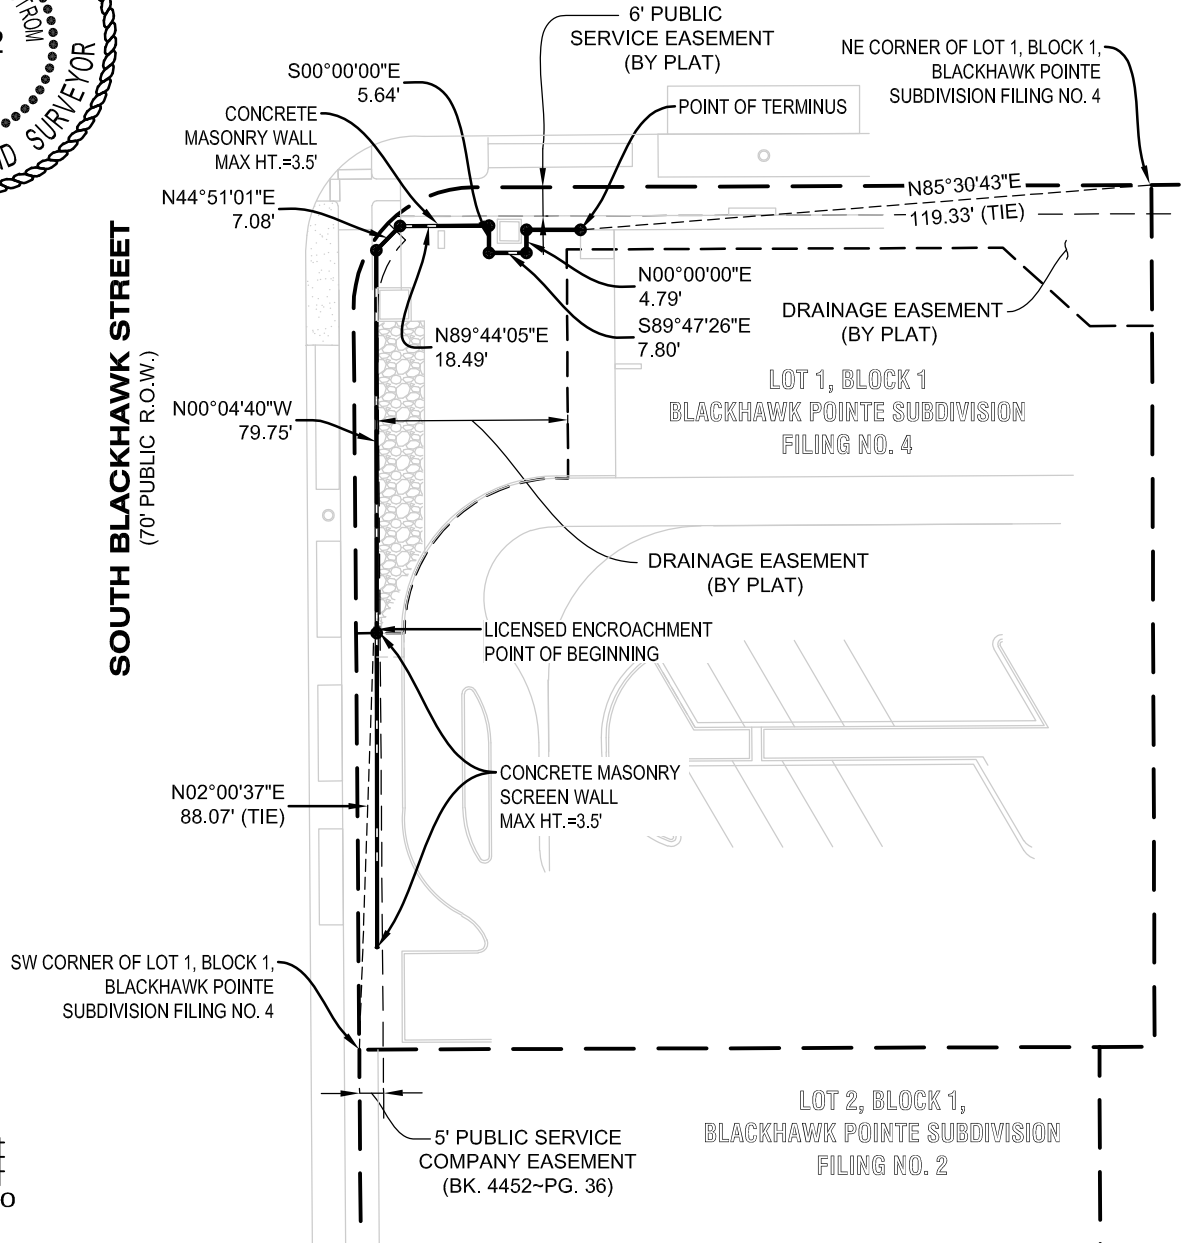 6' PUBLIC
SERVICE EASEMENT
(BY PLAT)
NE CORNER OF LOT 1, BLOCK 1,
BLACKHAWK POINTE
SUBDIVISION FILING NO. 4
S00°00'00"E
5.64'
POINT OF TERMINUS
CONCRETE
MASONRY WALL
MAX HT.=3.5'
SURVEYOR
N44°51'01"E
7.08'
N85°30'43"E
119.33' (TIE)
N00°00'00"E
4.79'
S89°47'26"E
7.80'
N89°44'05"E
18.49'
DRAINAGE EASEMENT
(BY PLAT)
LOT 1, BLOCK 1
BLACKHAWK POINTE SUBDIVISION
FILING NO. 4
SOUTH BLACKHAWK STREET
(70' PUBLIC R.O.W.)
N00°04'40"W
79.75'
DRAINAGE EASEMENT
(BY PLAT)
LICENSED ENCROACHMENT
POINT OF BEGINNING
CONCRETE MASONRY
SCREEN WALL
MAX HT.=3.5'
N02°00'37"E
88.07' (TIE)
SW CORNER OF LOT 1, BLOCK 1,
BLACKHAWK POINTE
SUBDIVISION FILING NO. 4
LOT 2, BLOCK 1,
BLACKHAWK POINTE SUBDIVISION
FILING NO. 2
5' PUBLIC SERVICE
COMPANY EASEMENT
(BK. 4452~PG. 36)